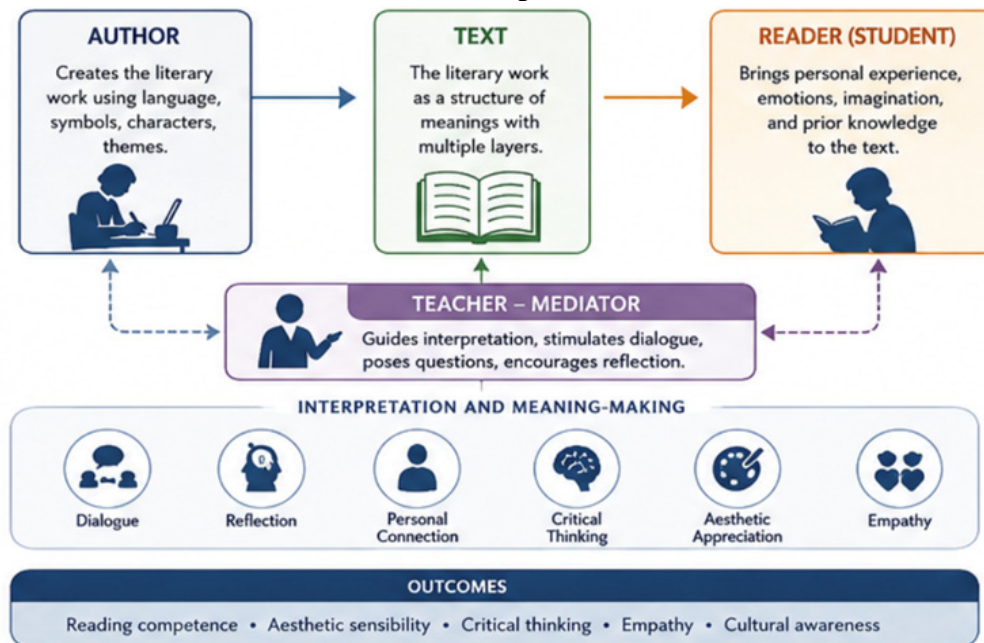 AUTHOR
Creates the literary
work using language,
symbols, characters,
themes.
TEXT
The literary work
as a structure of
meanings with
multiple layers.
READER (STUDENT)
Brings personal experience,
emotions, imagination,
and prior knowledge
to the text.
TEACHER – MEDIATOR
Guides interpretation, stimulates dialogue,
poses questions, encourages reflection.
INTERPRETATION AND MEANING-MAKING
Dialogue
Reflection
Personal
Connection
Critical
Thinking
Aesthetic
Appreciation
Empathy
OUTCOMES
Reading competence • Aesthetic sensibility • Critical thinking • Empathy • Cultural awareness